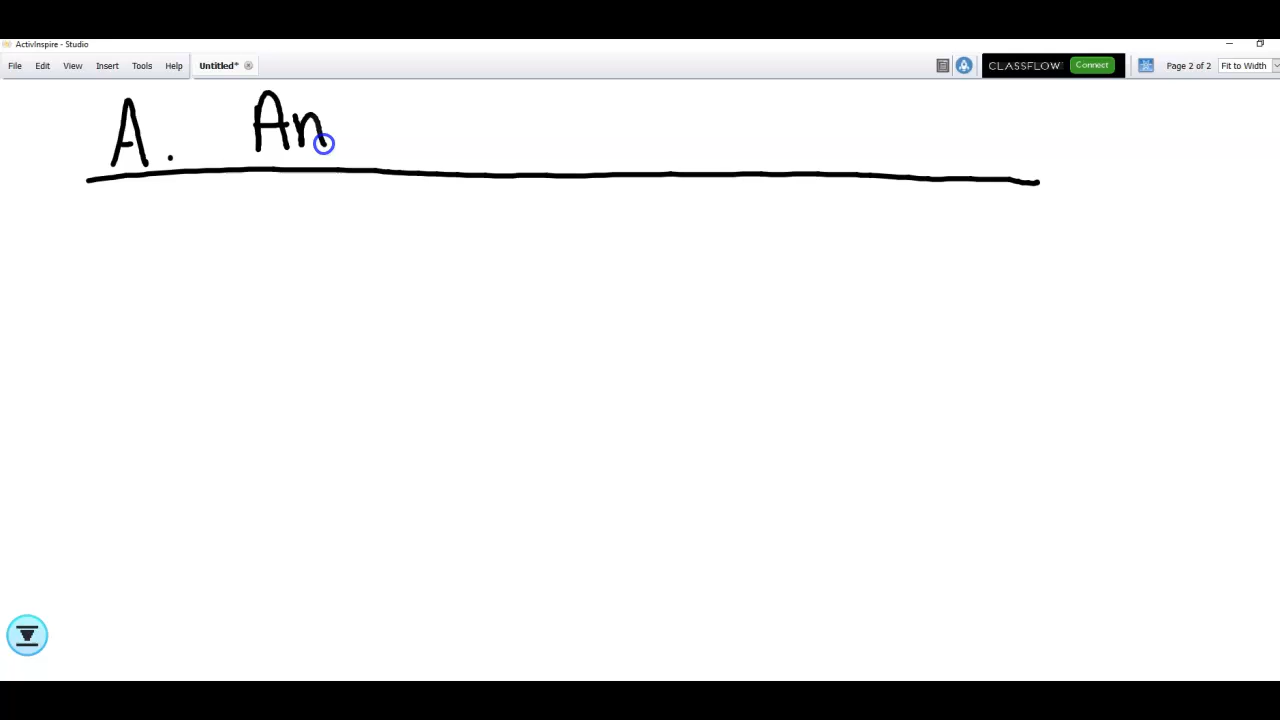 ActivInspire - Studio
File Edit View Insert Tools Help Untitled* CLASSFLOW Connect Page 2 of 2 Fit to Width
A. An